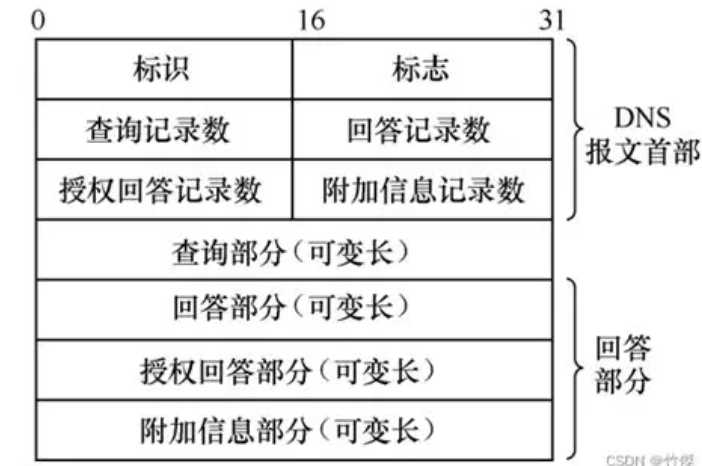 0 16 31
标识 标志
查询记录数 回答记录数
DNS
报文首部
授权回答记录数 附加信息记录数
查询部分(可变长)
回答部分(可变长)
授权回答部分(可变长)
回答
部分
附加信息部分(可变长)
CSDN @竹傑